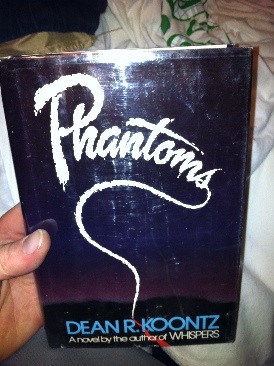 Phantoms
DEAN R. KOONTZ
A novel by the author of WHISPERS